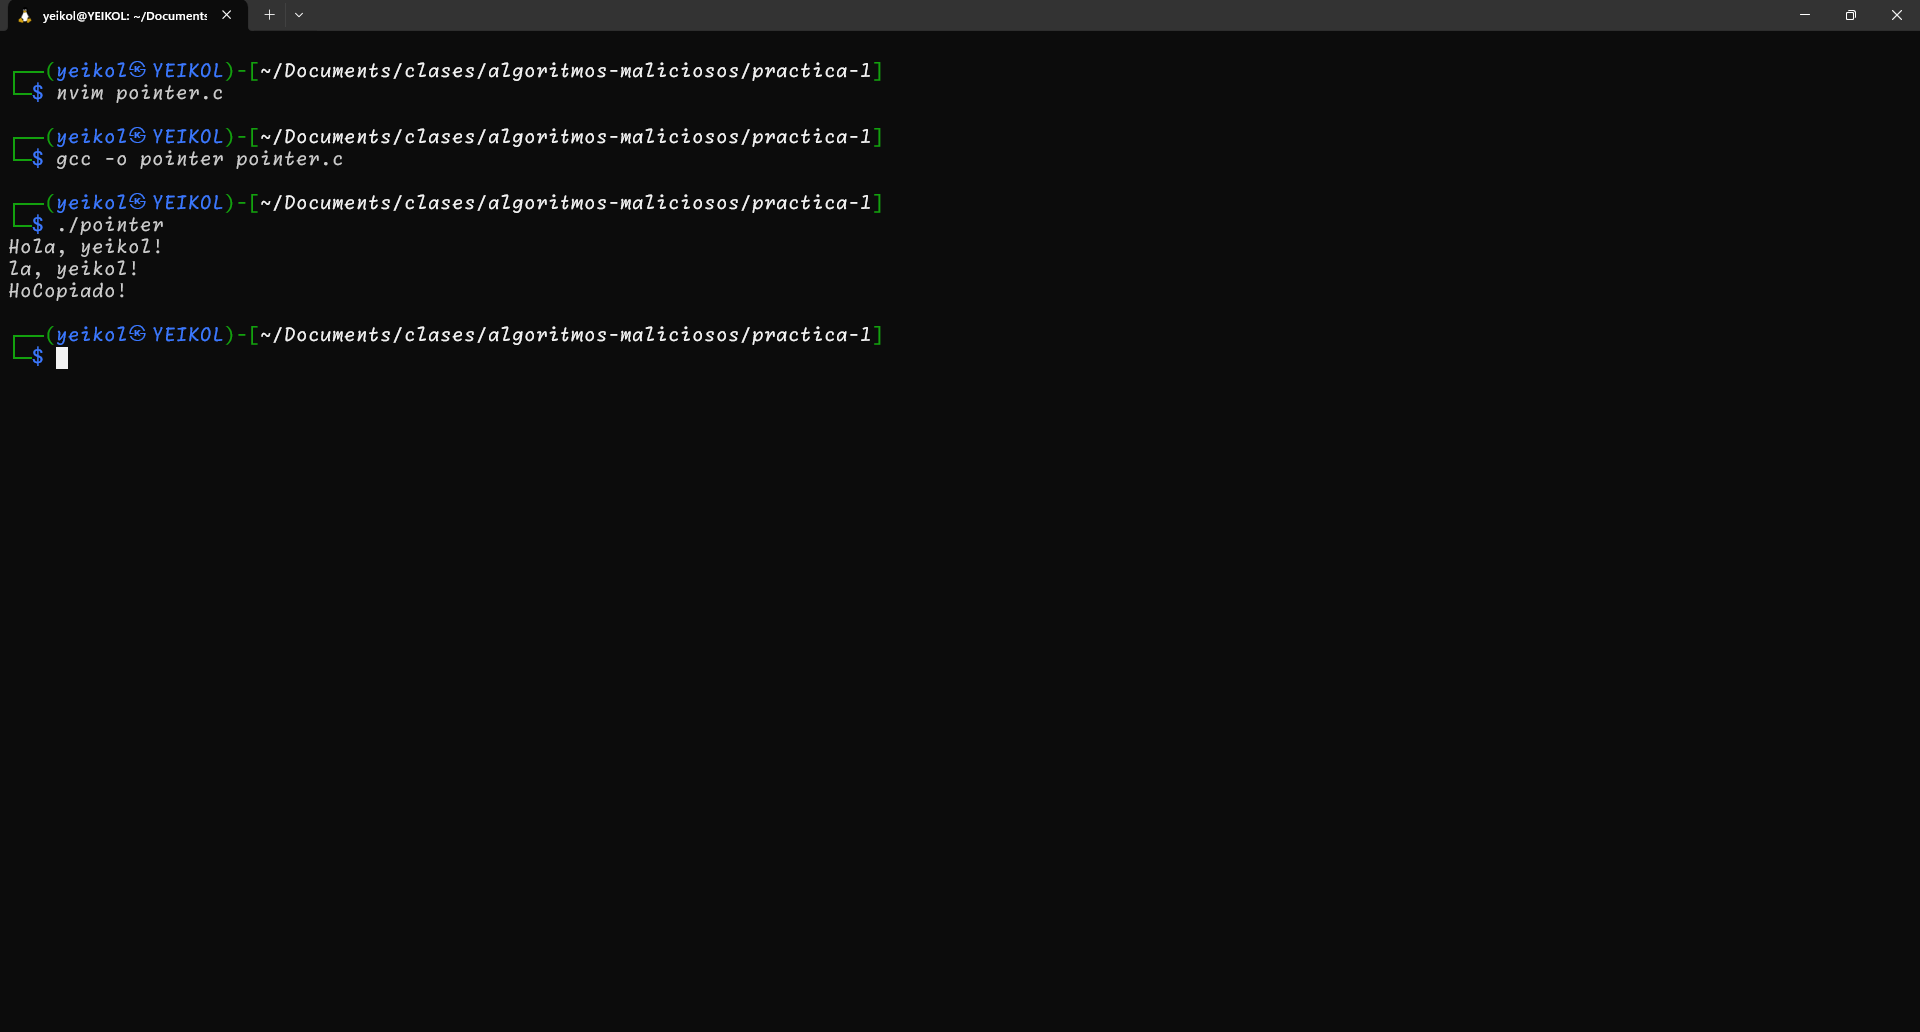 yeikol@YEIKOL: ~/Documents
┌──(yeikol㉿YEIKOL)-[~/Documents/clases/algoritmos-maliciosos/practica-1]
└─$ nvim pointer.c
┌──(yeikol㉿YEIKOL)-[~/Documents/clases/algoritmos-maliciosos/practica-1]
└─$ gcc -o pointer pointer.c
┌──(yeikol㉿YEIKOL)-[~/Documents/clases/algoritmos-maliciosos/practica-1]
└─$ ./pointer
Hola, yeikol!
la, yeikol!
HoCopiado!
┌──(yeikol㉿YEIKOL)-[~/Documents/clases/algoritmos-maliciosos/practica-1]
└─$